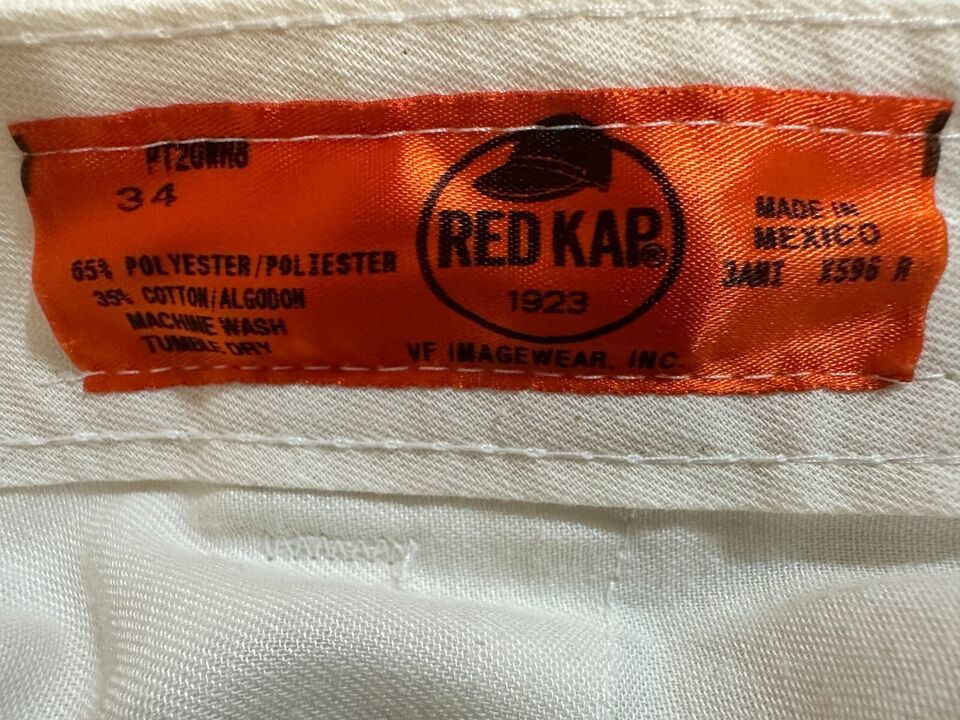 PT20WH8
34
65% POLYESTER/POLIESTER
35% COTTON/ALGODON
MACHINE WASH
TUMBLE DRY
RED KAP®
1923
VF IMAGEWEAR, INC.
MADE IN
MEXICO
X596